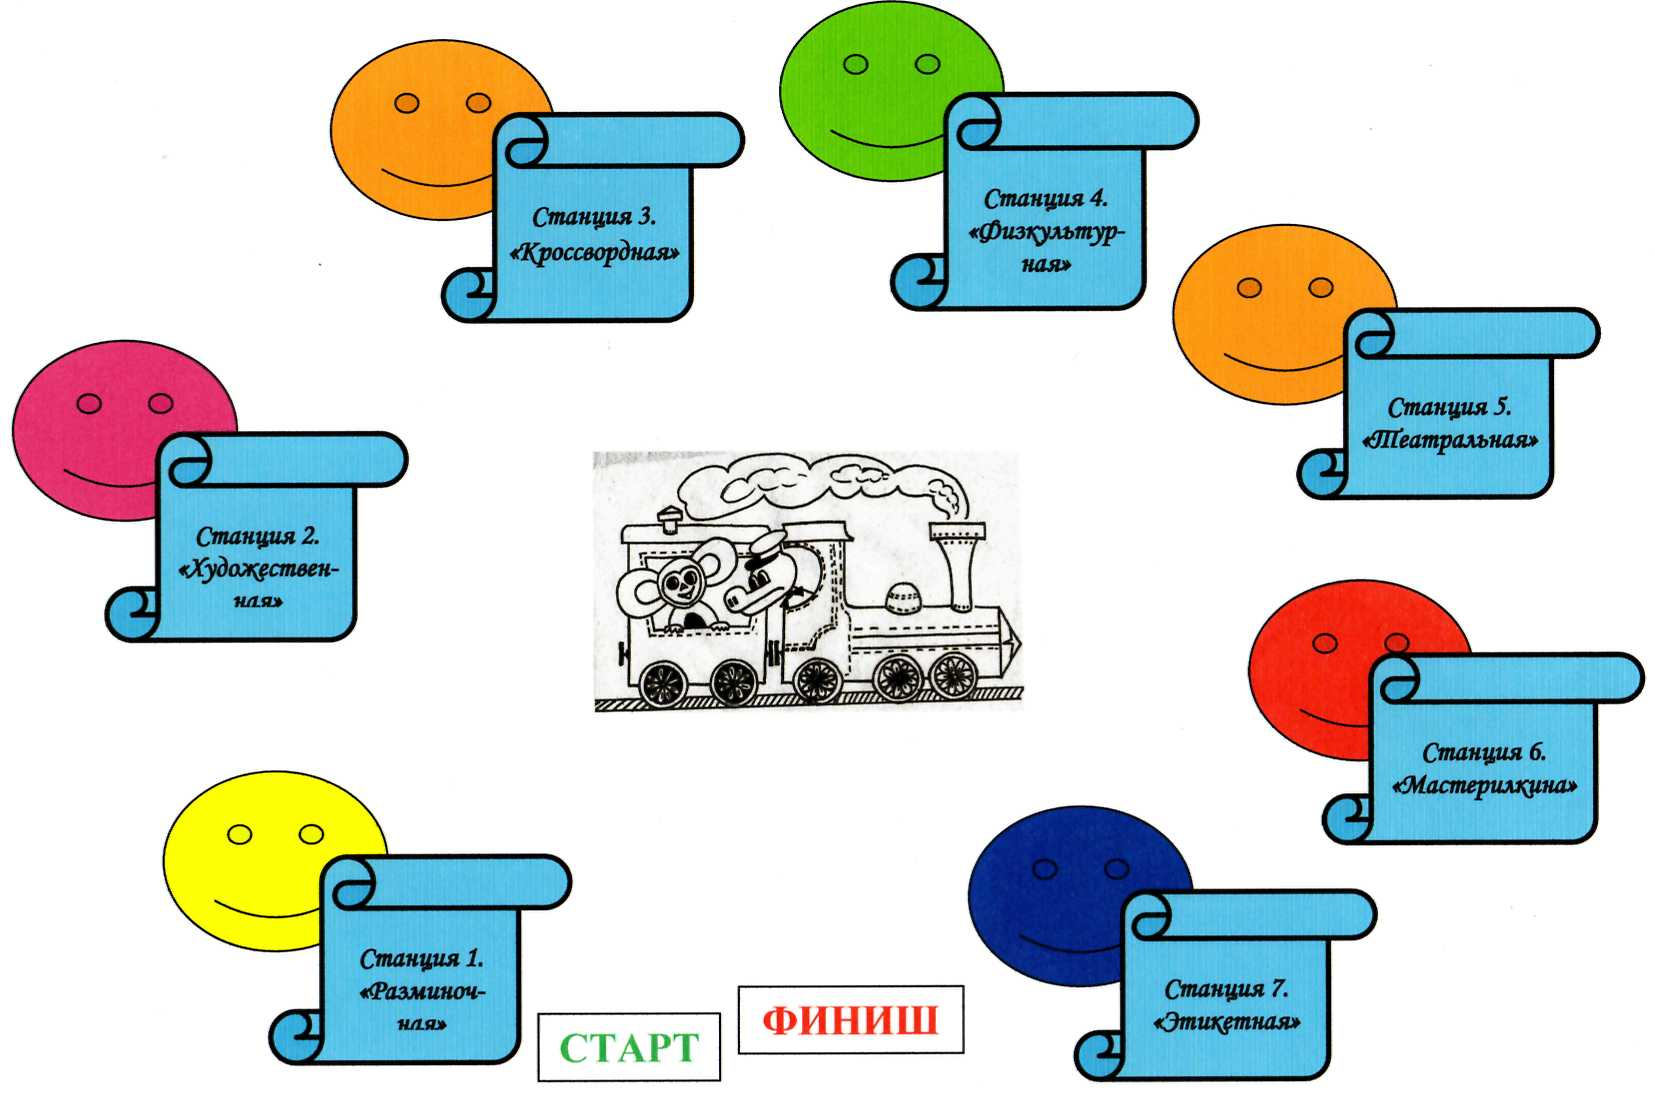 Станция 3.
«Кроссвордная»
Станция 4.
«Физкультур-
ная»
Станция 5.
«Театральная»
Станция 2.
«Художествен-
ная»
Станция 6.
«Мастерилкина»
Станция 1.
«Разминоч-
ная»
Станция 7.
«Этикетная»
СТАРТ
ФИНИШ